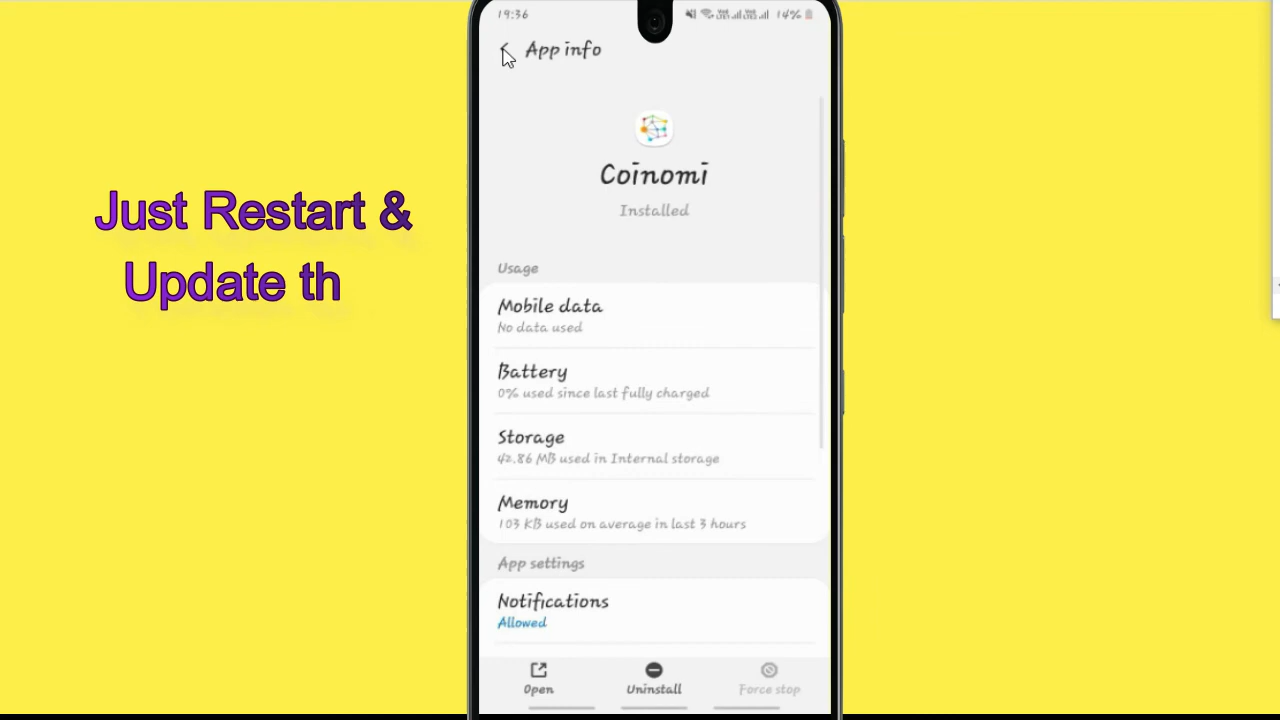 Just Restart &
Update th
19:36
14%
App info
Coinomi
Installed
Usage
Mobile data
No data used
Battery
0% used since last fully charged
Storage
42.86 MB used in Internal storage
Memory
103 KB used on average in last 3 hours
App settings
Notifications
Allowed
Open
Uninstall
Force stop